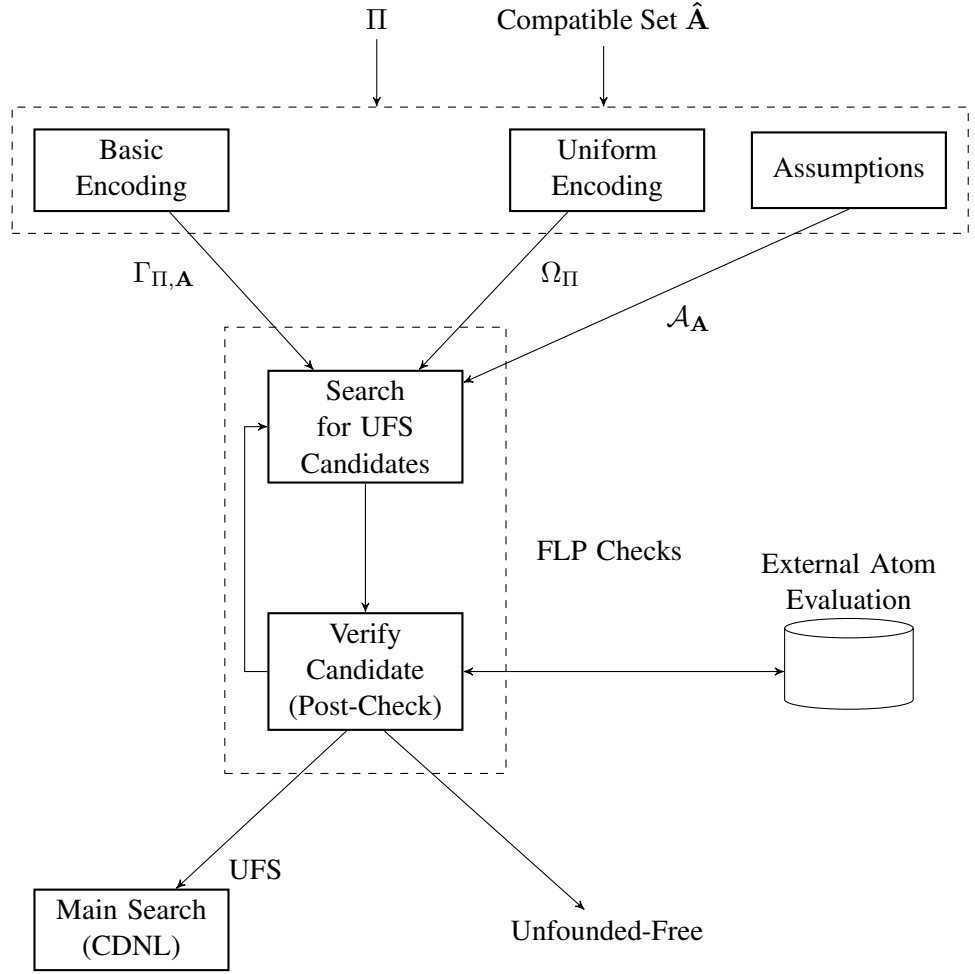 Π
Compatible Set Â
Basic
Encoding
Uniform
Encoding
Assumptions
Γ_{Π,𝐀}
Ω_Π
𝒜_𝐀
Search
for UFS
Candidates
FLP Checks
External Atom
Evaluation
Verify
Candidate
(Post-Check)
UFS
Main Search
(CDNL)
Unfounded-Free